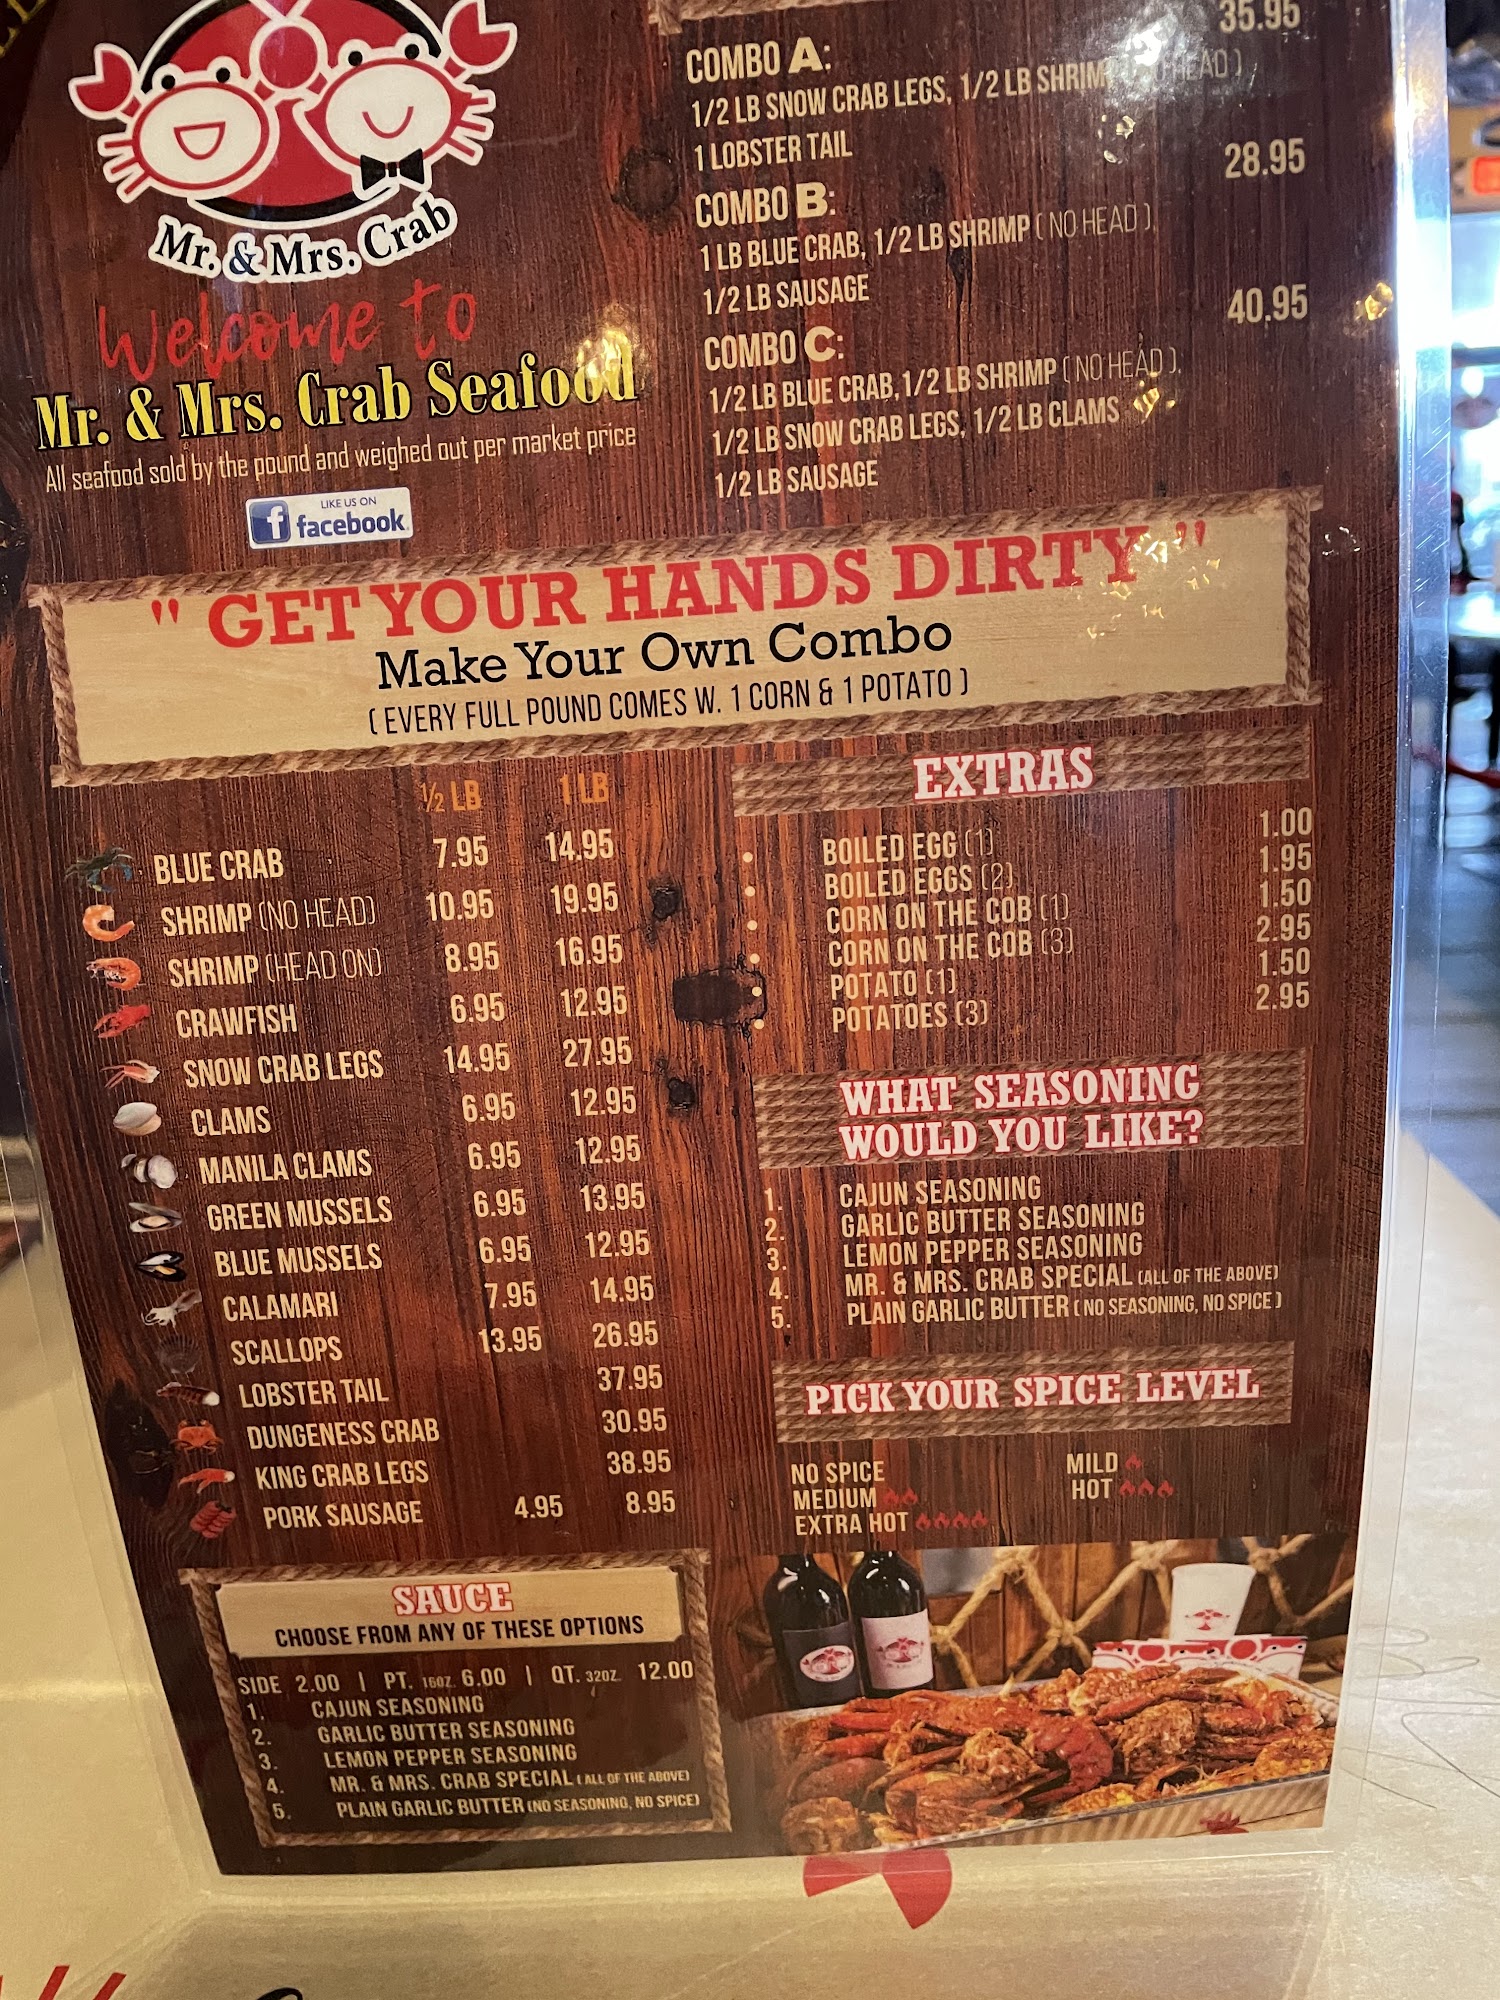 Mr. & Mrs. Crab
Welcome to
Mr. & Mrs. Crab Seafood
All seafood sold by the pound and weighed out per market price
LIKE US ON
f facebook
COMBO A: 35.95
1/2 LB SNOW CRAB LEGS, 1/2 LB SHRIMP HEAD ),
1 LOBSTER TAIL
COMBO B: 28.95
1 LB BLUE CRAB, 1/2 LB SHRIMP ( NO HEAD ),
1/2 LB SAUSAGE
COMBO C: 40.95
1/2 LB BLUE CRAB, 1/2 LB SHRIMP ( NO HEAD ),
1/2 LB SNOW CRAB LEGS, 1/2 LB CLAMS
1/2 LB SAUSAGE
" GET YOUR HANDS DIRTY "
Make Your Own Combo
( EVERY FULL POUND COMES W. 1 CORN & 1 POTATO )
½ LB 1 LB
BLUE CRAB 7.95 14.95
SHRIMP (NO HEAD) 10.95 19.95
SHRIMP (HEAD ON) 8.95 16.95
CRAWFISH 6.95 12.95
SNOW CRAB LEGS 14.95 27.95
CLAMS 6.95 12.95
MANILA CLAMS 6.95 12.95
GREEN MUSSELS 6.95 13.95
BLUE MUSSELS 6.95 12.95
CALAMARI 7.95 14.95
SCALLOPS 13.95 26.95
LOBSTER TAIL 37.95
DUNGENESS CRAB 30.95
KING CRAB LEGS 38.95
PORK SAUSAGE 4.95 8.95
EXTRAS
• BOILED EGG (1) 1.00
• BOILED EGGS (2) 1.95
• CORN ON THE COB (1) 1.50
• CORN ON THE COB (3) 2.95
• POTATO (1) 1.50
• POTATOES (3) 2.95
WHAT SEASONING
WOULD YOU LIKE?
1. CAJUN SEASONING
2. GARLIC BUTTER SEASONING
3. LEMON PEPPER SEASONING
4. MR. & MRS. CRAB SPECIAL (ALL OF THE ABOVE)
5. PLAIN GARLIC BUTTER ( NO SEASONING, NO SPICE )
PICK YOUR SPICE LEVEL
NO SPICE MILD
MEDIUM HOT
EXTRA HOT
SAUCE
CHOOSE FROM ANY OF THESE OPTIONS
SIDE 2.00 | PT. 16OZ. 6.00 | QT. 32OZ. 12.00
1. CAJUN SEASONING
2. GARLIC BUTTER SEASONING
3. LEMON PEPPER SEASONING
4. MR. & MRS. CRAB SPECIAL ( ALL OF THE ABOVE)
5. PLAIN GARLIC BUTTER (NO SEASONING, NO SPICE)